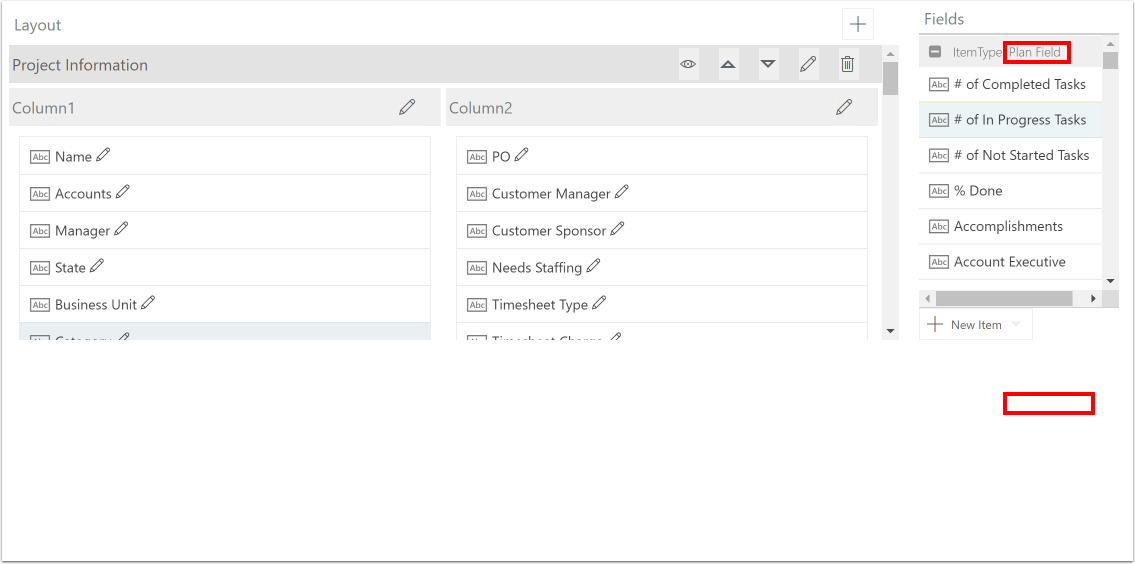 Layout
Project Information
Column1
Abc Name
Abc Accounts
Abc Manager
Abc State
Abc Business Unit
Category
Column2
Abc PO
Abc Customer Manager
Abc Customer Sponsor
Abc Needs Staffing
Abc Timesheet Type
Timesheet Charge
Fields
ItemType Plan Field
Abc # of Completed Tasks
Abc # of In Progress Tasks
Abc # of Not Started Tasks
Abc % Done
Abc Accomplishments
Abc Account Executive
New Item